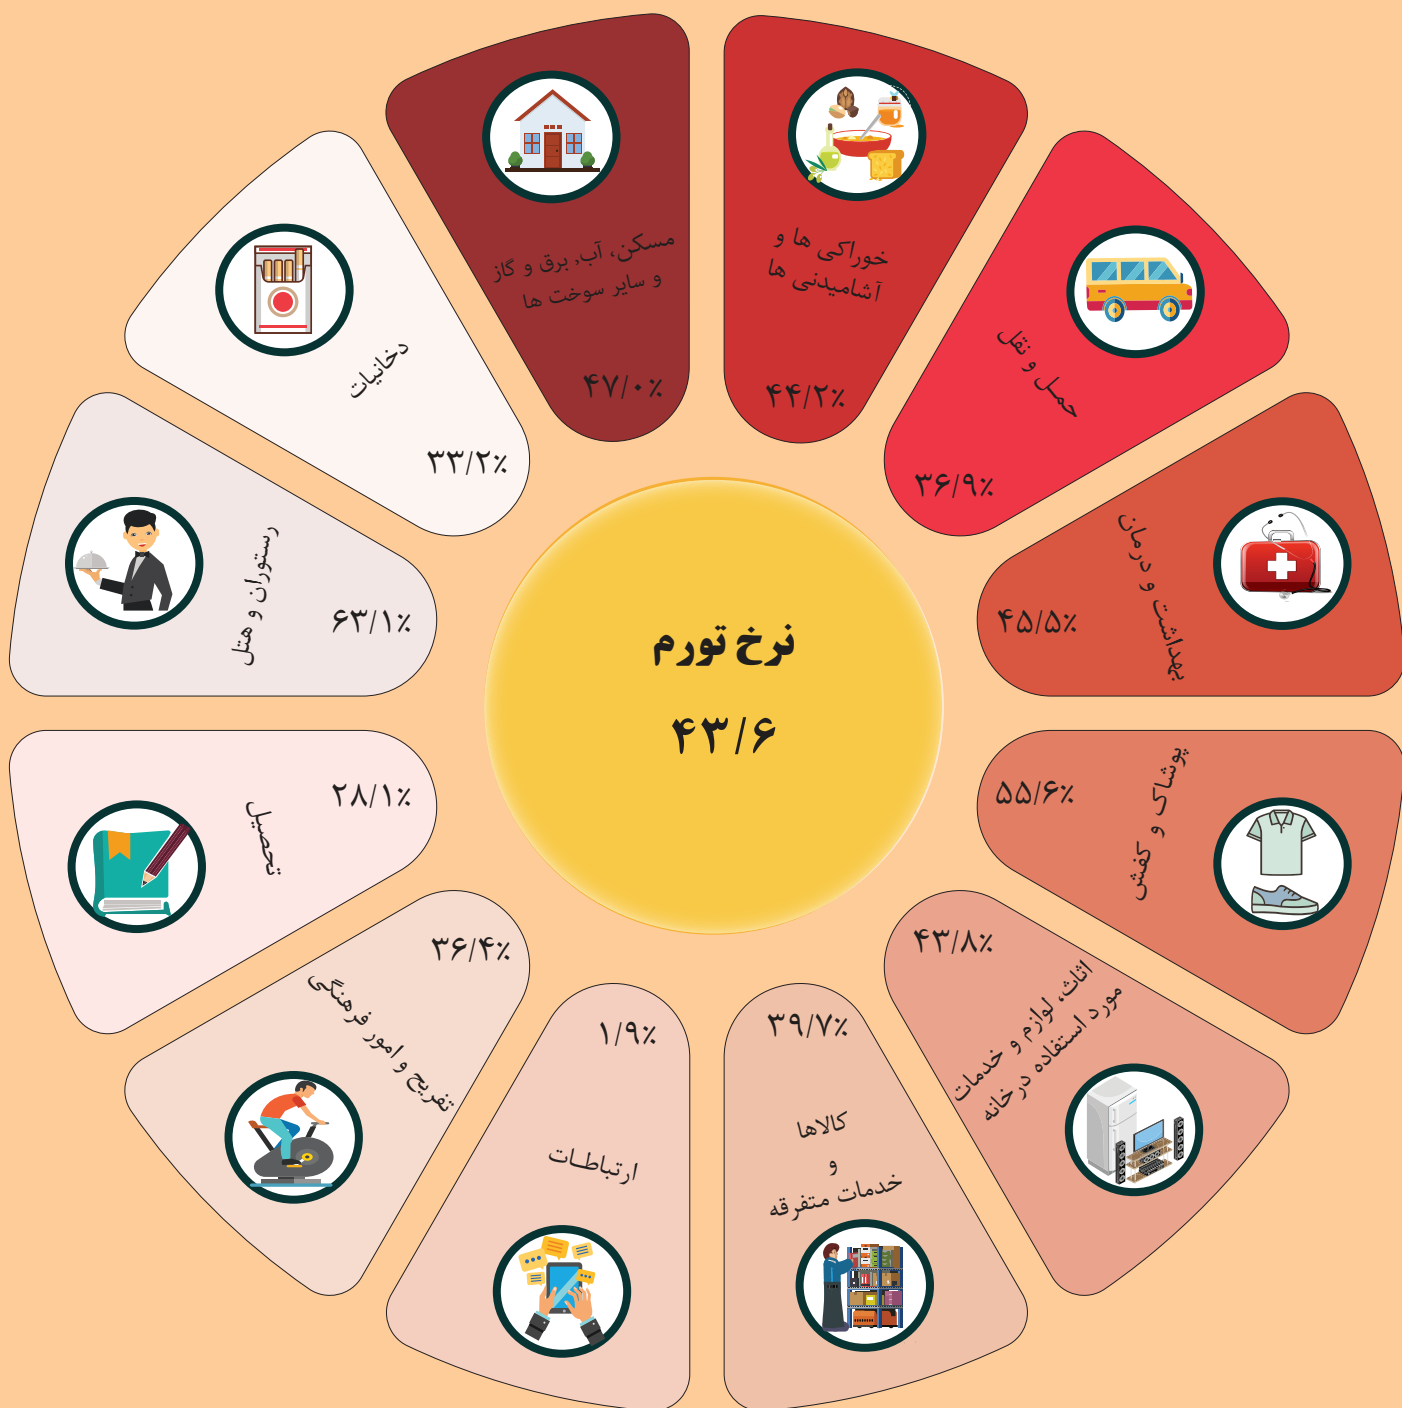 نرخ تورم
۴۳/۶
خوراکی ها و
آشامیدنی ها
۴۴/۲٪
حمل و نقل
۳۶/۹٪
بهداشت و درمان
۴۵/۵٪
پوشاک و کفش
۵۵/۶٪
۴۳/۸٪
اثاث، لوازم و خدمات
مورد استفاده در خانه
۳۹/۷٪
کالاها
و
خدمات متفرقه
۱/۹٪
ارتباطات
۳۶/۴٪
تفریح و امور فرهنگی
۲۸/۱٪
تحصیل
رستوران و هتل
۶۳/۱٪
دخانیات
۳۳/۲٪
مسکن، آب, برق و گاز
و سایر سوخت ها
۴۷/۰٪